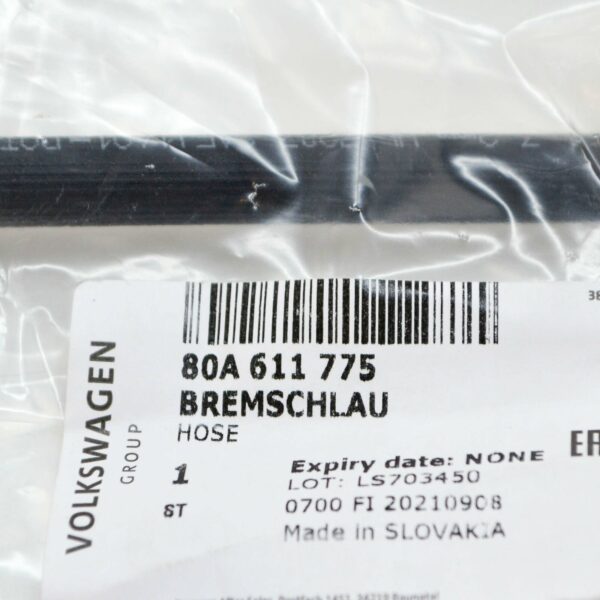 38
80A 611 775
BREMSCHLAU
HOSE
VOLKSWAGEN
GROUP
1
ST
Expiry date: NONE
LOT: LS703450
0700 FI 20210908
Made in SLOVAKIA